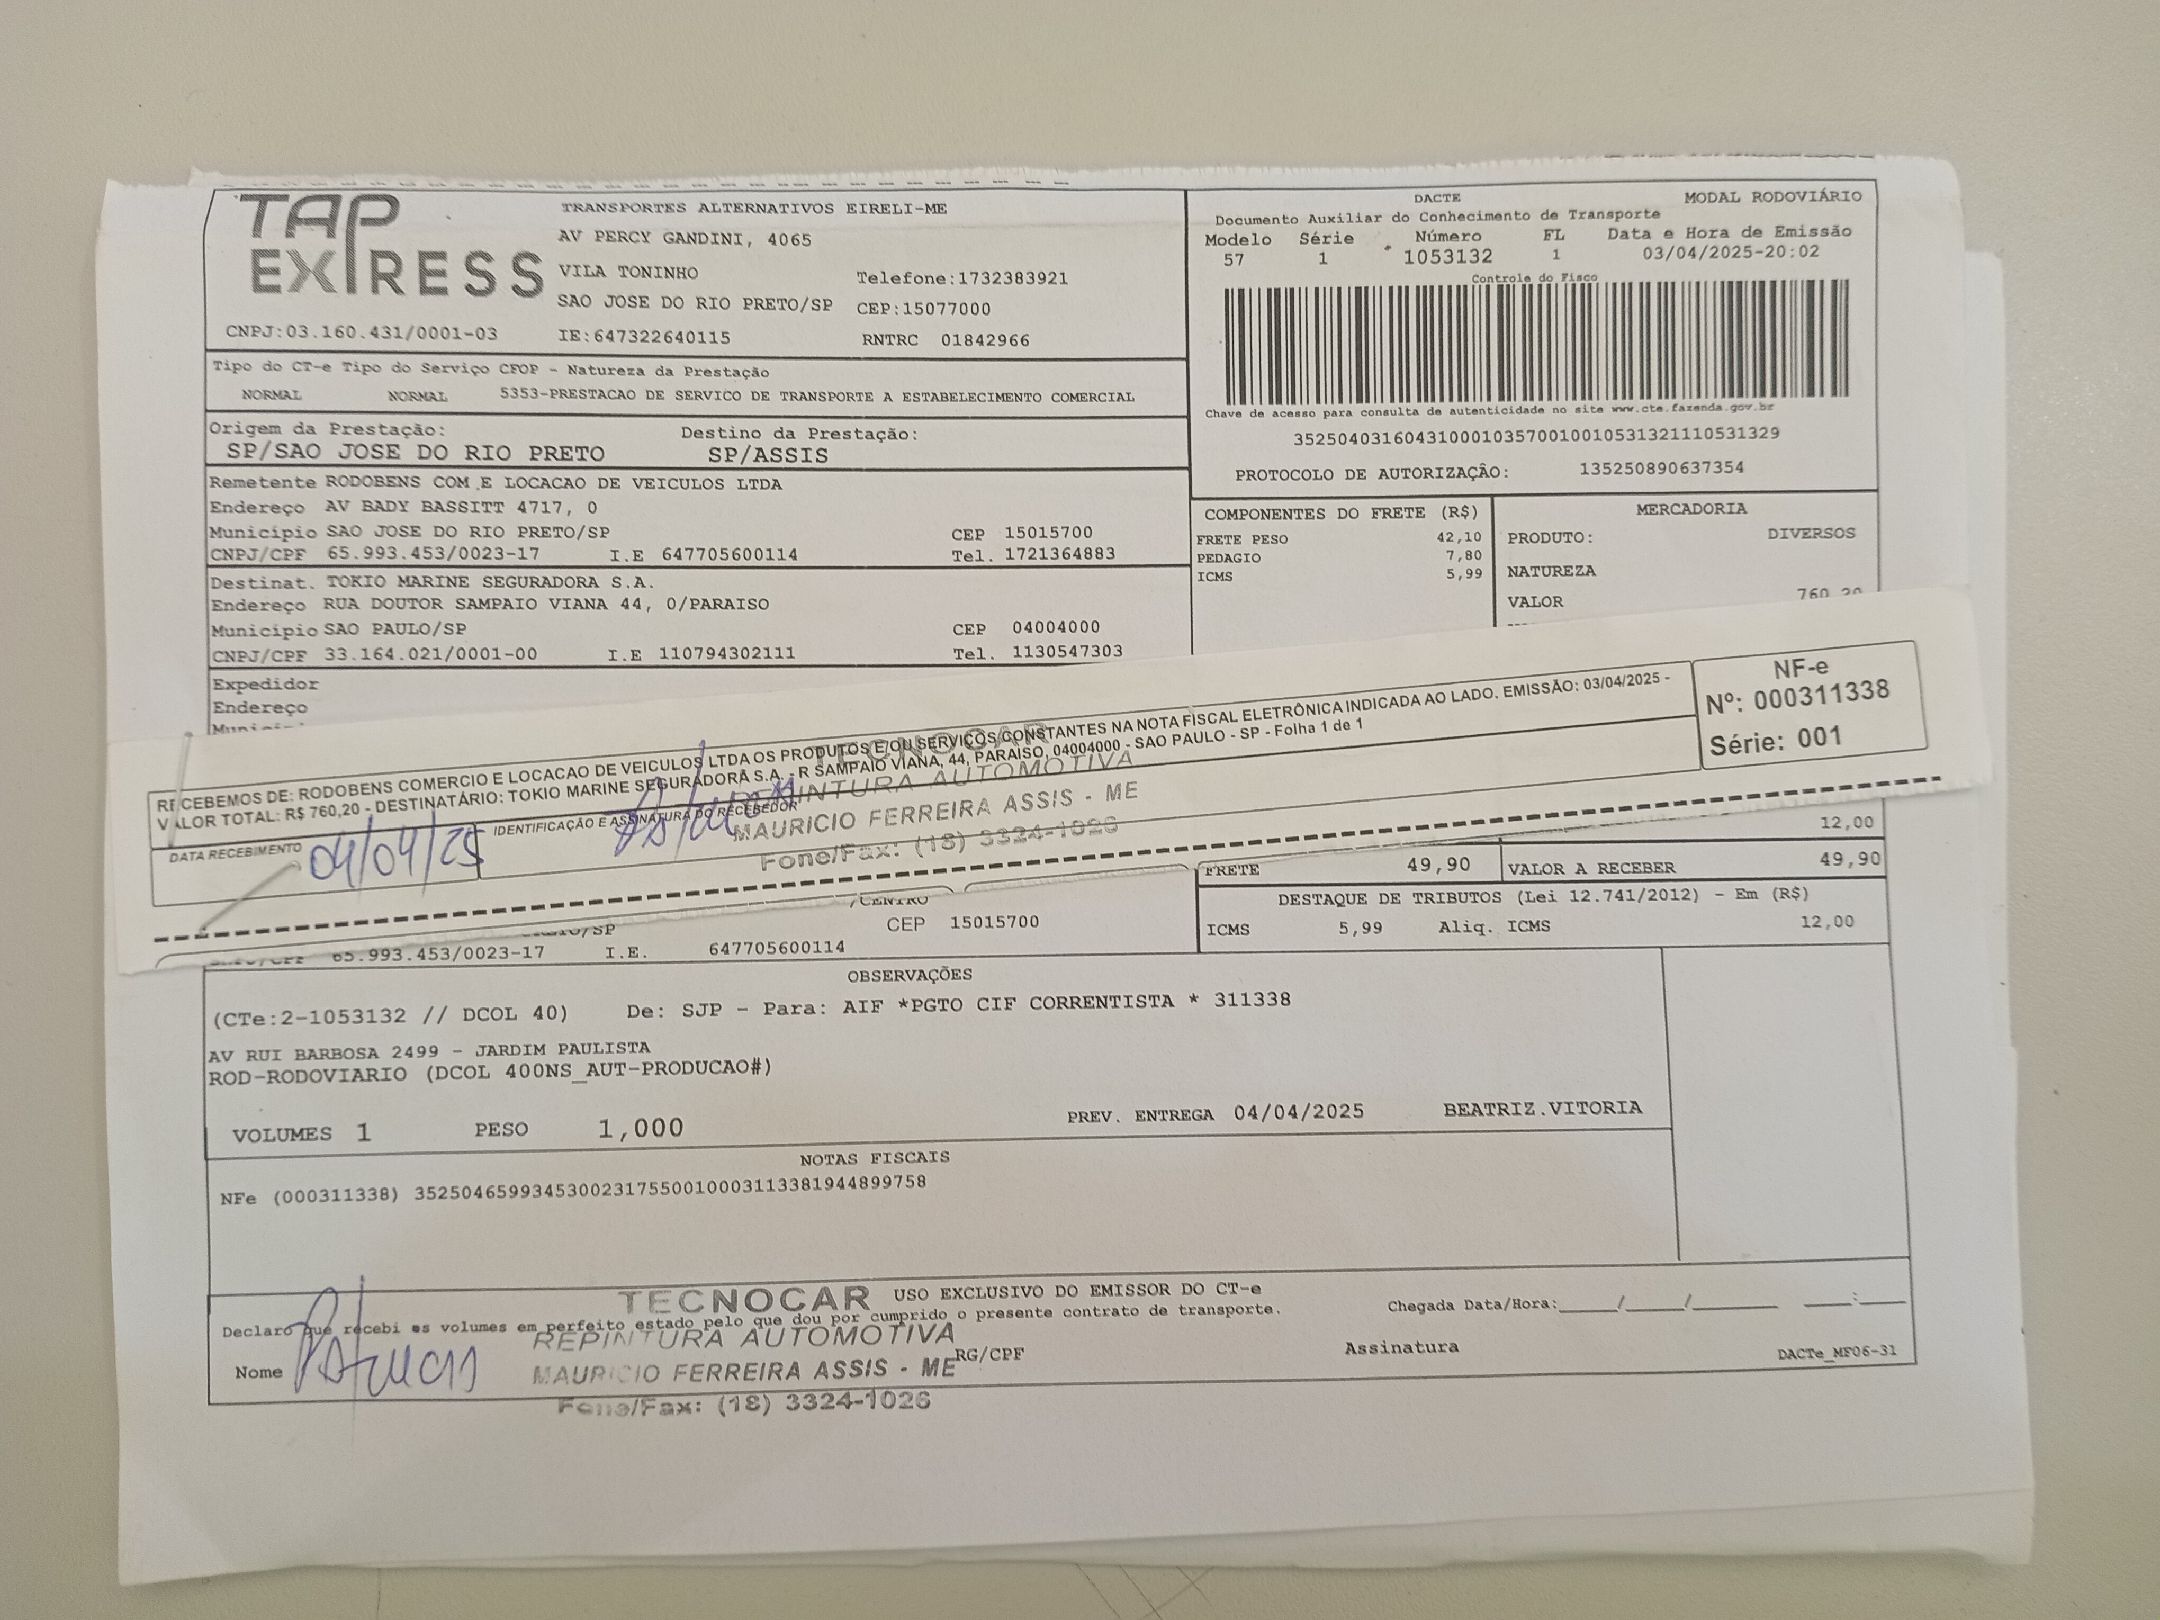 TAP EXPRESS
TRANSPORTES ALTERNATIVOS EIRELI-ME
AV PERCY GANDINI, 4065
VILA TONINHO Telefone:1732383921
SAO JOSE DO RIO PRETO/SP CEP:15077000
CNPJ:03.160.431/0001-03 IE:647322640115 RNTRC 01842966
DACTE MODAL RODOVIÁRIO
Documento Auxiliar do Conhecimento de Transporte
Modelo Série Número FL Data e Hora de Emissão
57 1 1053132 1 03/04/2025-20:02
Controle do Fisco
Chave de acesso para consulta de autenticidade no site www.cte.fazenda.gov.br
35250403160431000103570010010531321110531329
PROTOCOLO DE AUTORIZAÇÃO: 135250890637354
Tipo do CT-e Tipo do Serviço CFOP - Natureza da Prestação
NORMAL NORMAL 5353-PRESTACAO DE SERVICO DE TRANSPORTE A ESTABELECIMENTO COMERCIAL
Origem da Prestação: Destino da Prestação:
SP/SAO JOSE DO RIO PRETO SP/ASSIS
Remetente RODOBENS COM E LOCACAO DE VEICULOS LTDA
Endereço AV BADY BASSITT 4717, 0
Município SAO JOSE DO RIO PRETO/SP CEP 15015700
CNPJ/CPF 65.993.453/0023-17 I.E 647705600114 Tel. 1721364883
Destinat. TOKIO MARINE SEGURADORA S.A.
Endereço RUA DOUTOR SAMPAIO VIANA 44, 0/PARAISO
Município SAO PAULO/SP CEP 04004000
CNPJ/CPF 33.164.021/0001-00 I.E 110794302111 Tel. 1130547303
Expedidor
Endereço
COMPONENTES DO FRETE (R$)
FRETE PESO 42,10
PEDAGIO 7,80
ICMS 5,99
MERCADORIA
PRODUTO: DIVERSOS
NATUREZA
VALOR 760,20
RECEBEMOS DE: RODOBENS COMERCIO E LOCACAO DE VEICULOS LTDA OS PRODUTOS E/OU SERVIÇOS CONSTANTES NA NOTA FISCAL ELETRÔNICA INDICADA AO LADO. EMISSÃO: 03/04/2025 -
VALOR TOTAL: R$ 760,20 - DESTINATÁRIO: TOKIO MARINE SEGURADORA S.A. - R SAMPAIO VIANA, 44, PARAISO, 04004000 - SAO PAULO - SP - Folha 1 de 1
NF-e
Nº: 000311338
Série: 001
DATA RECEBIMENTO 04/04/25
IDENTIFICAÇÃO E ASSINATURA DO RECEBEDOR
TECNOCAR
REPINTURA AUTOMOTIVA
MAURICIO FERREIRA ASSIS - ME
Fone/Fax: (18) 3324-1026
12,00
FRETE 49,90 VALOR A RECEBER 49,90
DESTAQUE DE TRIBUTOS (Lei 12.741/2012) - Em (R$)
ICMS 5,99 Aliq. ICMS 12,00
/CENTRO
CEP 15015700
65.993.453/0023-17 I.E. 647705600114
OBSERVAÇÕES
(CTe:2-1053132 // DCOL 40) De: SJP - Para: AIF *PGTO CIF CORRENTISTA * 311338
AV RUI BARBOSA 2499 - JARDIM PAULISTA
ROD-RODOVIARIO (DCOL 400NS_AUT-PRODUCAO#)
VOLUMES 1 PESO 1,000 PREV. ENTREGA 04/04/2025 BEATRIZ.VITORIA
NOTAS FISCAIS
NFe (000311338) 35250465993453002317550010003113381944899758
USO EXCLUSIVO DO EMISSOR DO CT-e
Declaro que recebi os volumes em perfeito estado pelo que dou por cumprido o presente contrato de transporte.
Chegada Data/Hora:_____/_____/_______ ____:____
Nome RG/CPF Assinatura DACTe_MF06-31
TECNOCAR
REPINTURA AUTOMOTIVA
MAURICIO FERREIRA ASSIS - ME
Fone/Fax: (18) 3324-1026